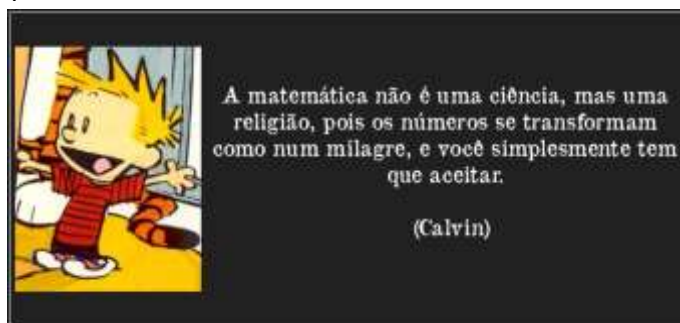 A matemática não é uma ciência, mas uma
religião, pois os números se transformam
como num milagre, e você simplesmente tem
que aceitar.
(Calvin)